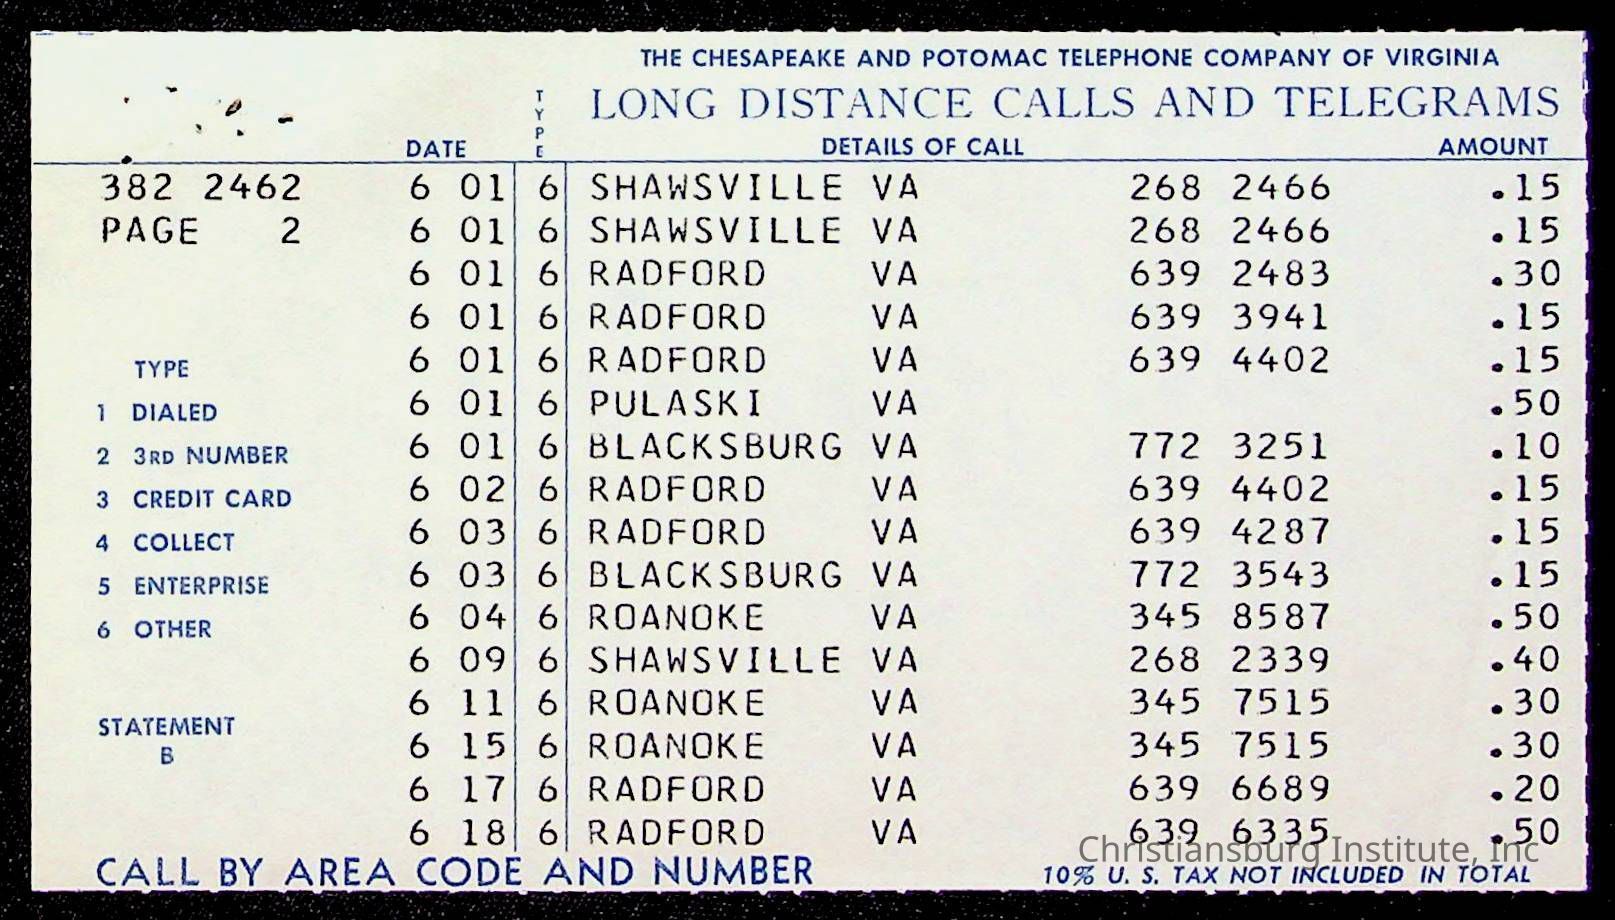 THE CHESAPEAKE AND POTOMAC TELEPHONE COMPANY OF VIRGINIA
LONG DISTANCE CALLS AND TELEGRAMS
DATE TYPE DETAILS OF CALL AMOUNT
382 2462 6 01 6 SHAWSVILLE VA 268 2466 .15
PAGE 2 6 01 6 SHAWSVILLE VA 268 2466 .15
6 01 6 RADFORD VA 639 2483 .30
6 01 6 RADFORD VA 639 3941 .15
TYPE 6 01 6 RADFORD VA 639 4402 .15
1 DIALED 6 01 6 PULASKI VA .50
2 3RD NUMBER 6 01 6 BLACKSBURG VA 772 3251 .10
3 CREDIT CARD 6 02 6 RADFORD VA 639 4402 .15
4 COLLECT 6 03 6 RADFORD VA 639 4287 .15
5 ENTERPRISE 6 03 6 BLACKSBURG VA 772 3543 .15
6 OTHER 6 04 6 ROANOKE VA 345 8587 .50
6 09 6 SHAWSVILLE VA 268 2339 .40
STATEMENT 6 11 6 ROANOKE VA 345 7515 .30
B 6 15 6 ROANOKE VA 345 7515 .30
6 17 6 RADFORD VA 639 6689 .20
6 18 6 RADFORD VA 639 6335 .50
Christiansburg Institute, Inc
CALL BY AREA CODE AND NUMBER 10% U. S. TAX NOT INCLUDED IN TOTAL